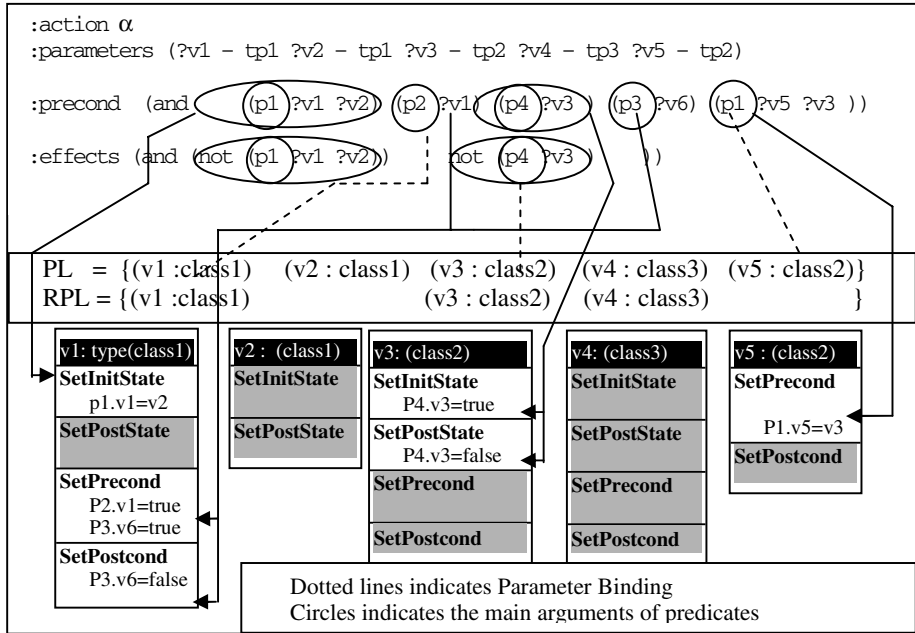 :action α
:parameters (?v1 – tp1 ?v2 – tp1 ?v3 – tp2 ?v4 – tp3 ?v5 – tp2)
:precond (and (p1 ?v1 ?v2) (p2 ?v1) (p4 ?v3 ) (p3 ?v6) (p1 ?v5 ?v3 ))
:effects (and (not (p1 ?v1 ?v2)) not (p4 ?v3 ) ))
PL = {(v1 :class1) (v2 : class1) (v3 : class2) (v4 : class3) (v5 : class2)}
RPL = {(v1 :class1) (v3 : class2) (v4 : class3) }
v1: type(class1)
SetInitState
p1.v1=v2
SetPostState
SetPrecond
P2.v1=true
P3.v6=true
SetPostcond
P3.v6=false
v2 : (class1)
SetInitState
SetPostState
v3: (class2)
SetInitState
P4.v3=true
SetPostState
P4.v3=false
SetPrecond
SetPostcond
v4: (class3)
SetInitState
SetPostState
SetPrecond
SetPostcond
v5 : (class2)
SetPrecond
P1.v5=v3
SetPostcond
Dotted lines indicates Parameter Binding
Circles indicates the main arguments of predicates